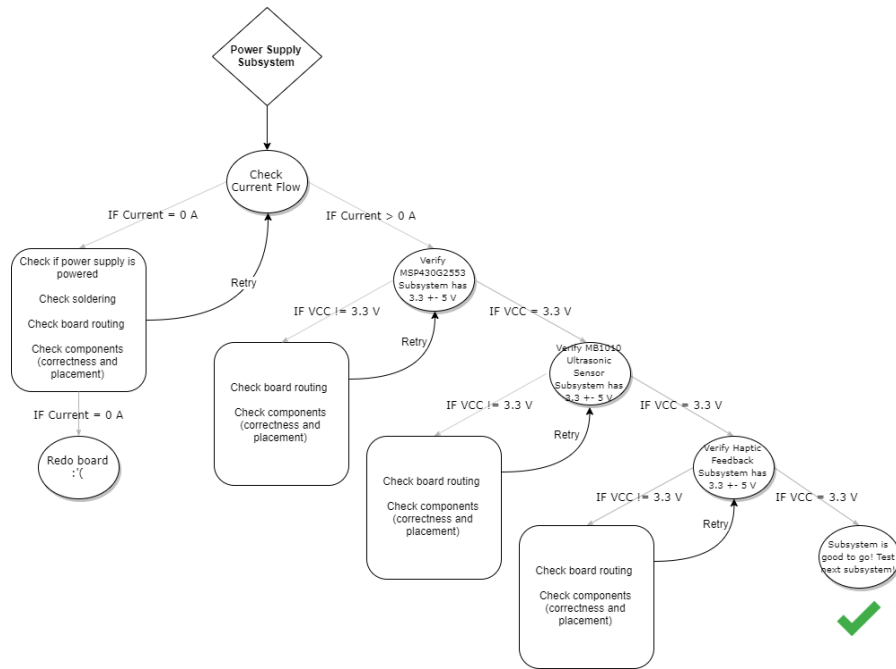 Power Supply
Subsystem
Check
Current Flow
IF Current = 0 A
IF Current > 0 A
Check if power supply is
powered
Check soldering
Check board routing
Check components
(correctness and
placement)
Retry
Verify
MSP430G2553
Subsystem has
3.3 +- 5 V
IF VCC != 3.3 V
IF VCC = 3.3 V
Retry
Check board routing
Check components
(correctness and
placement)
Verify MB1010
Ultrasonic
Sensor
Subsystem has
3.3 +- 5 V
IF VCC != 3.3 V
IF VCC = 3.3 V
IF Current = 0 A
Redo board
:'(
Retry
Check board routing
Check components
(correctness and
placement)
Verify Haptic
Feedback
Subsystem has
3.3 +- 5 V
IF VCC != 3.3 V
IF VCC = 3.3 V
Retry
Check board routing
Check components
(correctness and
placement)
Subsystem is
good to go! Test
next subsystem!